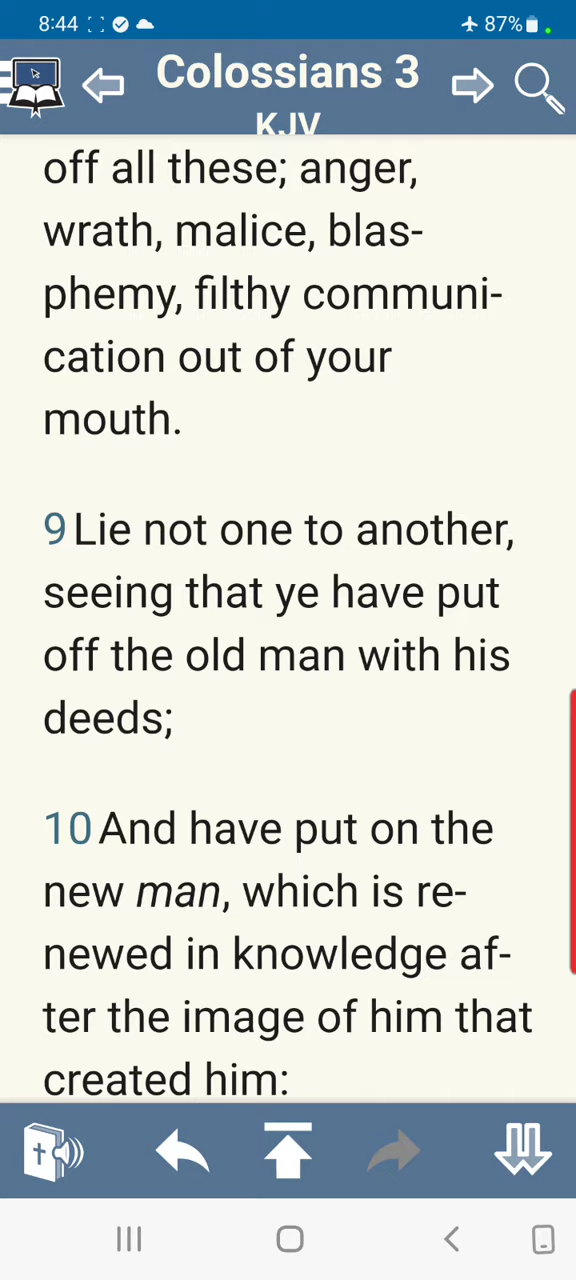 8:44
87%
Colossians 3
KJV
off all these; anger,
wrath, malice, blas-
phemy, filthy communi-
cation out of your
mouth.
9 Lie not one to another,
seeing that ye have put
off the old man with his
deeds;
10 And have put on the
new man, which is re-
newed in knowledge af-
ter the image of him that
created him: